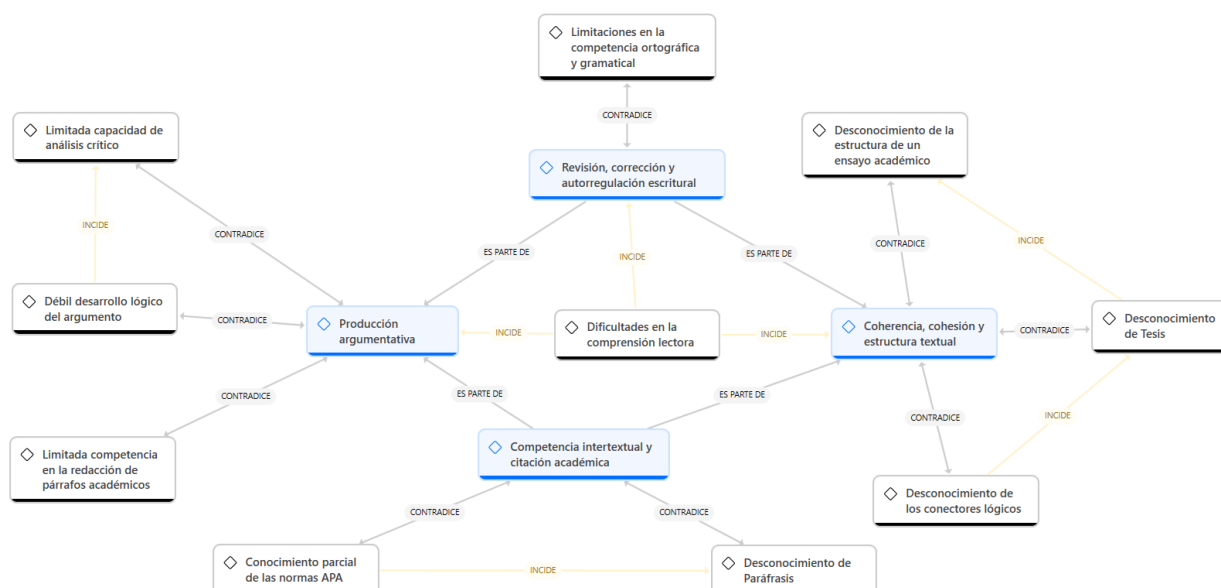 Limitaciones en la
competencia ortográfica
y gramatical
CONTRADICE
Limitada capacidad de
análisis crítico
Desconocimiento de la
estructura de un
ensayo académico
Revisión, corrección y
autorregulación escritural
INCIDE
CONTRADICE
ES PARTE DE
INCIDE
ES PARTE DE
CONTRADICE
INCIDE
Débil desarrollo lógico
del argumento
CONTRADICE
Producción
argumentativa
INCIDE
Dificultades en la
comprensión lectora
INCIDE
Coherencia, cohesión y
estructura textual
CONTRADICE
Desconocimiento
de Tesis
CONTRADICE
ES PARTE DE
ES PARTE DE
CONTRADICE
INCIDE
Limitada competencia
en la redacción de
párrafos académicos
Competencia intertextual y
citación académica
Desconocimiento de
los conectores lógicos
CONTRADICE
CONTRADICE
Conocimiento parcial
de las normas APA
INCIDE
Desconocimiento de
Paráfrasis